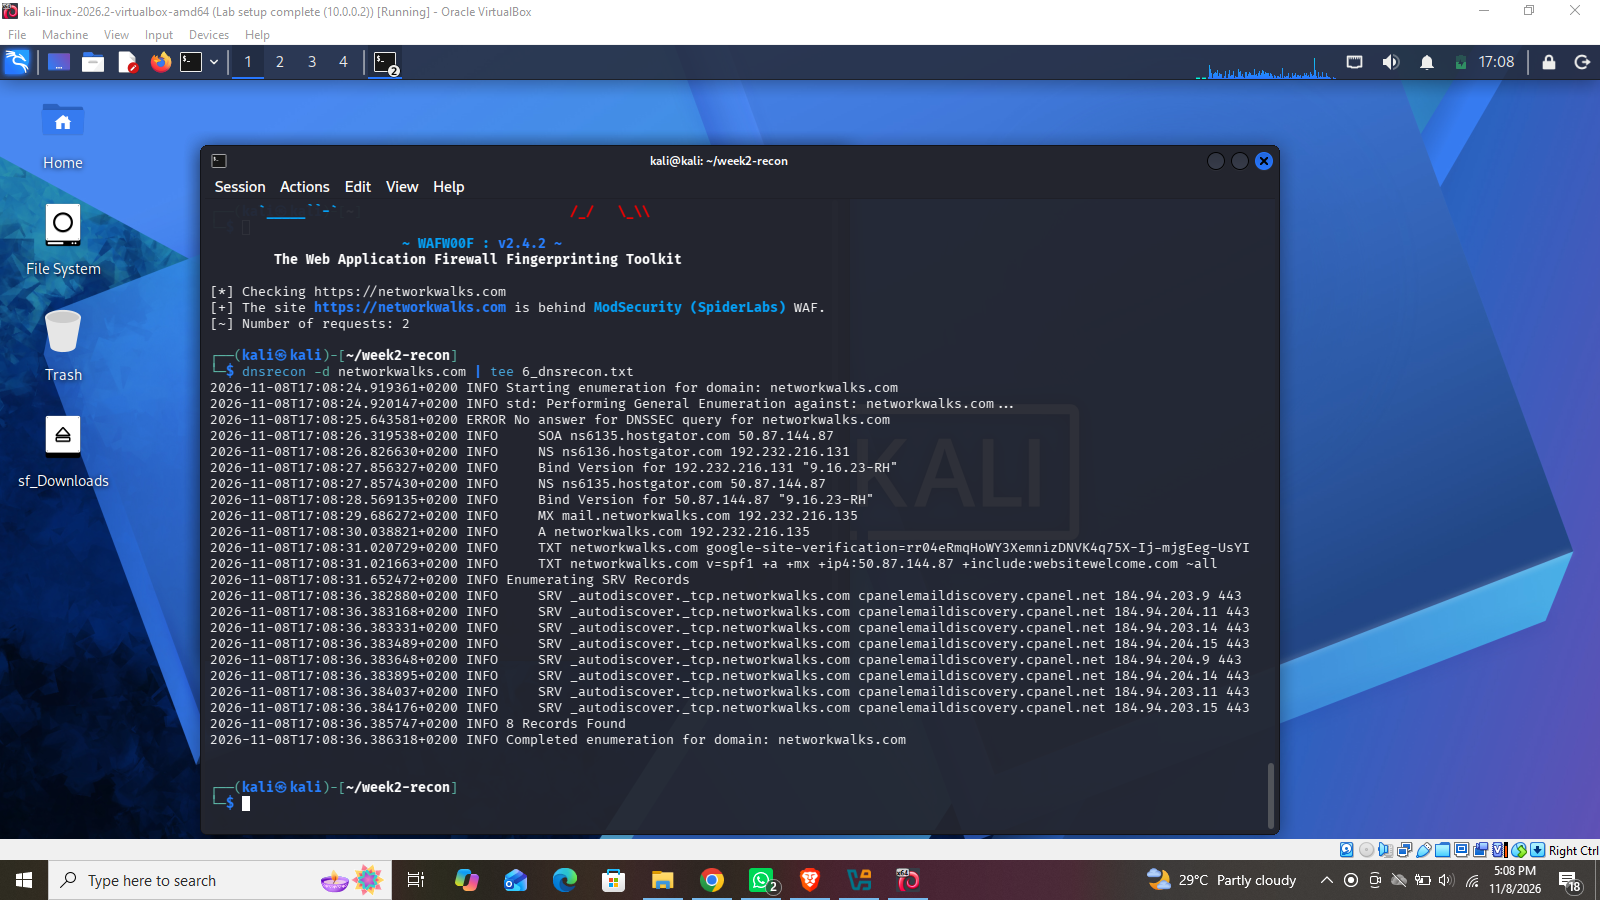 kali-linux-2026.2-virtualbox-amd64 (Lab setup complete (10.0.0.2)) [Running] - Oracle VirtualBox
File Machine View Input Devices Help
1 2 3 4 2 17:08
Home
File System
Trash
sf_Downloads
kali@kali: ~/week2-recon
Session Actions Edit View Help
~ WAFW00F : v2.4.2 ~
The Web Application Firewall Fingerprinting Toolkit
[*] Checking https://networkwalks.com
[+] The site https://networkwalks.com is behind ModSecurity (SpiderLabs) WAF.
[~] Number of requests: 2
┌──(kali㉿kali)-[~/week2-recon]
└─$ dnsrecon -d networkwalks.com | tee 6_dnsrecon.txt
2026-11-08T17:08:24.919361+0200 INFO Starting enumeration for domain: networkwalks.com
2026-11-08T17:08:24.920147+0200 INFO std: Performing General Enumeration against: networkwalks.com...
2026-11-08T17:08:25.643581+0200 ERROR No answer for DNSSEC query for networkwalks.com
2026-11-08T17:08:26.319538+0200 INFO SOA ns6135.hostgator.com 50.87.144.87
2026-11-08T17:08:26.826630+0200 INFO NS ns6136.hostgator.com 192.232.216.131
2026-11-08T17:08:27.856327+0200 INFO Bind Version for 192.232.216.131 "9.16.23-RH"
2026-11-08T17:08:27.857430+0200 INFO NS ns6135.hostgator.com 50.87.144.87
2026-11-08T17:08:28.569135+0200 INFO Bind Version for 50.87.144.87 "9.16.23-RH"
2026-11-08T17:08:29.686272+0200 INFO MX mail.networkwalks.com 192.232.216.135
2026-11-08T17:08:30.038821+0200 INFO A networkwalks.com 192.232.216.135
2026-11-08T17:08:31.020729+0200 INFO TXT networkwalks.com google-site-verification=rr04eRmqHoWY3XemnizDNVK4q75X-Ij-mjgEeg-UsYI
2026-11-08T17:08:31.021663+0200 INFO TXT networkwalks.com v=spf1 +a +mx +ip4:50.87.144.87 +include:websitewelcome.com ~all
2026-11-08T17:08:31.652472+0200 INFO Enumerating SRV Records
2026-11-08T17:08:36.382880+0200 INFO SRV _autodiscover._tcp.networkwalks.com cpanelemaildiscovery.cpanel.net 184.94.203.9 443
2026-11-08T17:08:36.383168+0200 INFO SRV _autodiscover._tcp.networkwalks.com cpanelemaildiscovery.cpanel.net 184.94.204.11 443
2026-11-08T17:08:36.383331+0200 INFO SRV _autodiscover._tcp.networkwalks.com cpanelemaildiscovery.cpanel.net 184.94.203.14 443
2026-11-08T17:08:36.383489+0200 INFO SRV _autodiscover._tcp.networkwalks.com cpanelemaildiscovery.cpanel.net 184.94.204.15 443
2026-11-08T17:08:36.383648+0200 INFO SRV _autodiscover._tcp.networkwalks.com cpanelemaildiscovery.cpanel.net 184.94.204.9 443
2026-11-08T17:08:36.383895+0200 INFO SRV _autodiscover._tcp.networkwalks.com cpanelemaildiscovery.cpanel.net 184.94.204.14 443
2026-11-08T17:08:36.384037+0200 INFO SRV _autodiscover._tcp.networkwalks.com cpanelemaildiscovery.cpanel.net 184.94.203.11 443
2026-11-08T17:08:36.384176+0200 INFO SRV _autodiscover._tcp.networkwalks.com cpanelemaildiscovery.cpanel.net 184.94.203.15 443
2026-11-08T17:08:36.385747+0200 INFO 8 Records Found
2026-11-08T17:08:36.386318+0200 INFO Completed enumeration for domain: networkwalks.com
┌──(kali㉿kali)-[~/week2-recon]
└─$
KALI
Right Ctrl
Type here to search
2
29°C Partly cloudy
5:08 PM
11/8/2026
18